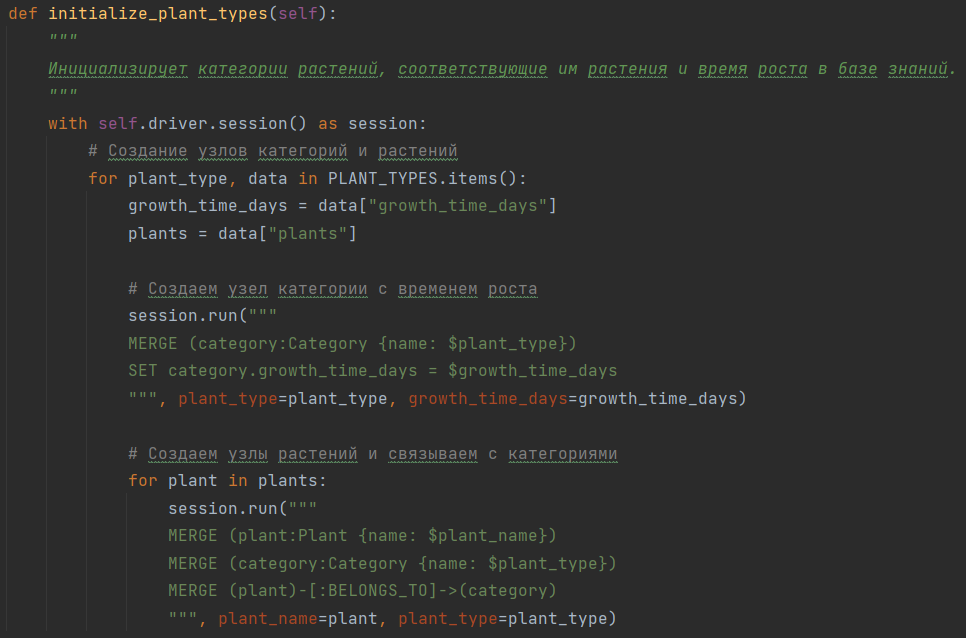 def initialize_plant_types(self):
"""
Инициализирует категории растений, соответствующие им растения и время роста в базе знаний.
"""
with self.driver.session() as session:
# Создание узлов категорий и растений
for plant_type, data in PLANT_TYPES.items():
growth_time_days = data["growth_time_days"]
plants = data["plants"]
# Создаем узел категории с временем роста
session.run("""
MERGE (category:Category {name: $plant_type})
SET category.growth_time_days = $growth_time_days
""", plant_type=plant_type, growth_time_days=growth_time_days)
# Создаем узлы растений и связываем с категориями
for plant in plants:
session.run("""
MERGE (plant:Plant {name: $plant_name})
MERGE (category:Category {name: $plant_type})
MERGE (plant)-[:BELONGS_TO]->(category)
""", plant_name=plant, plant_type=plant_type)